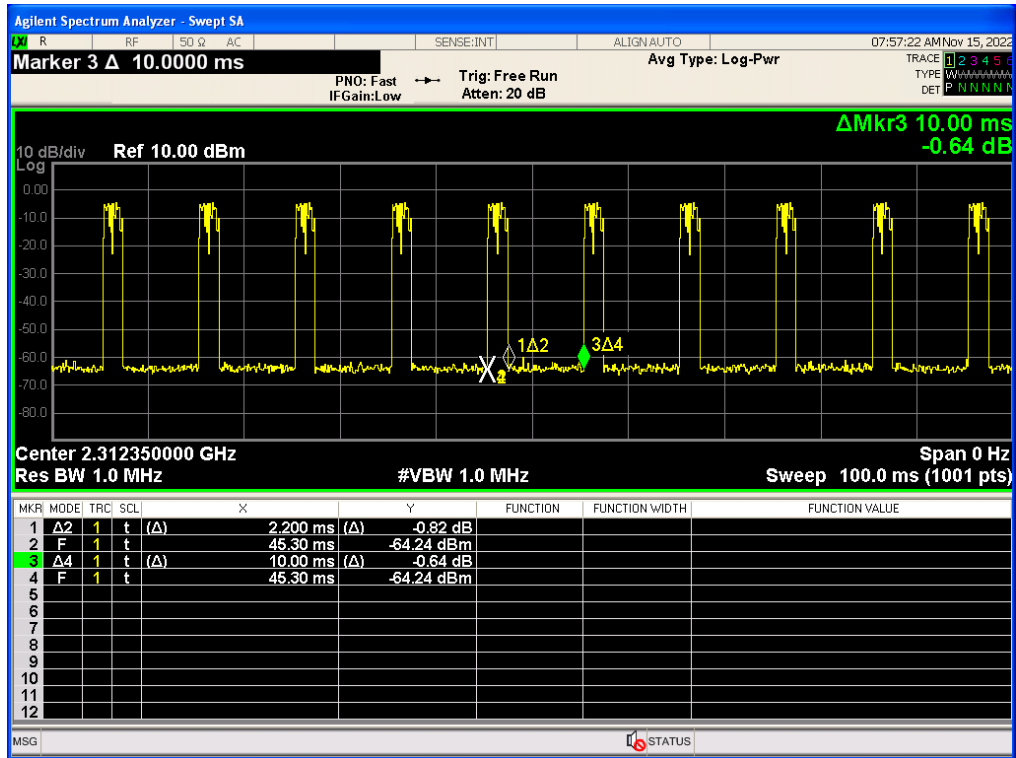 Agilent Spectrum Analyzer - Swept SA
LXI R RF 50 Ω AC SENSE:INT ALIGN AUTO 07:57:22 AM Nov 15, 2022
Marker 3 Δ 10.0000 ms Avg Type: Log-Pwr TRACE 1 2 3 4 5 6
PNO: Fast Trig: Free Run TYPE W
IFGain:Low Atten: 20 dB DET P N N N N N
ΔMkr3 10.00 ms
10 dB/div Ref 10.00 dBm -0.64 dB
Log
0.00
-10.0
-20.0
-30.0
-40.0
-50.0
1Δ2 3Δ4
-60.0
-70.0
-80.0
Center 2.312350000 GHz Span 0 Hz
Res BW 1.0 MHz #VBW 1.0 MHz Sweep 100.0 ms (1001 pts)
MKR MODE TRC SCL X Y FUNCTION FUNCTION WIDTH FUNCTION VALUE
1 Δ2 1 t (Δ) 2.200 ms (Δ) -0.82 dB
2 F 1 t 45.30 ms -64.24 dBm
3 Δ4 1 t (Δ) 10.00 ms (Δ) -0.64 dB
4 F 1 t 45.30 ms -64.24 dBm
5
6
7
8
9
10
11
12
MSG STATUS